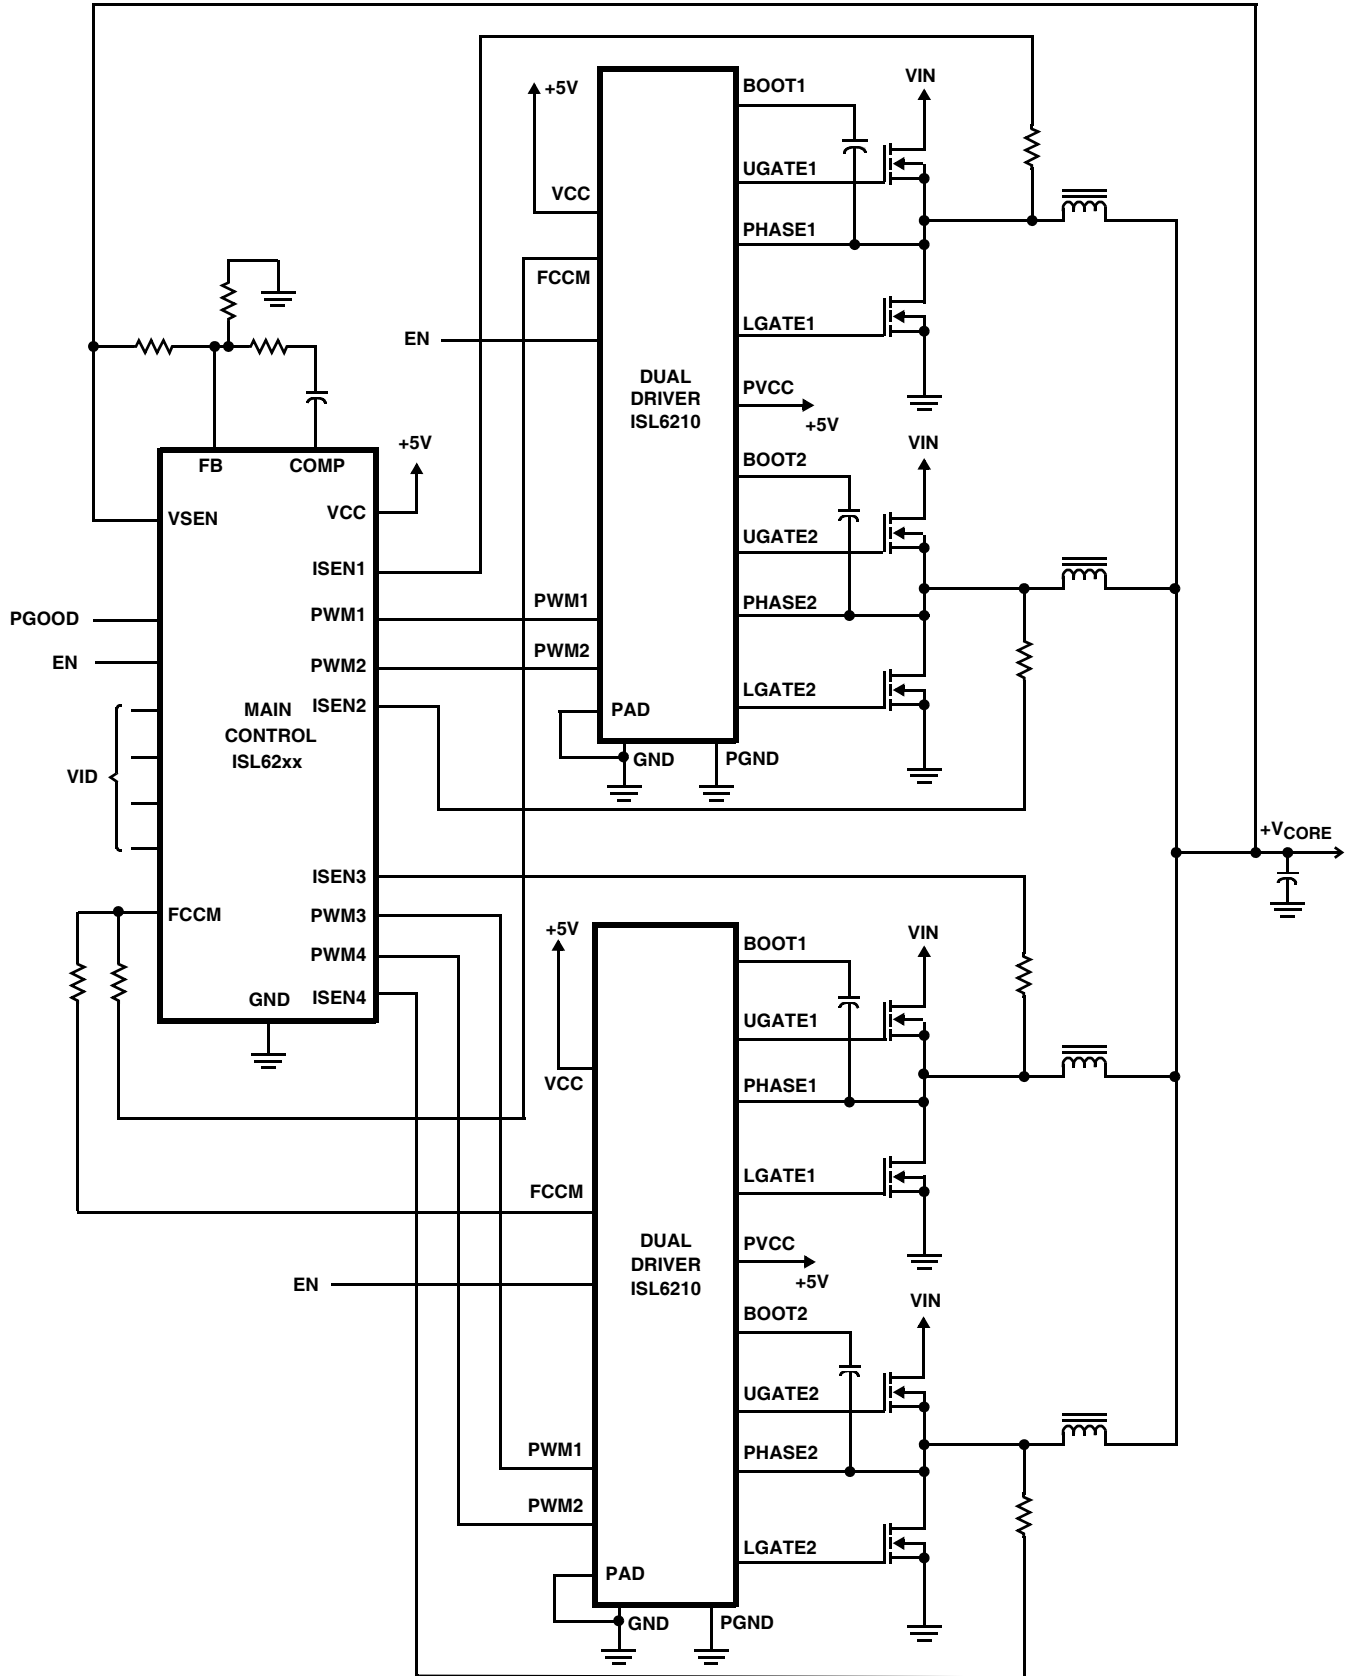 VIN
+5V
BOOT1
UGATE1
VCC
PHASE1
FCCM
LGATE1
EN
DUAL
DRIVER
ISL6210
PVCC
+5V
VIN
+5V
BOOT2
FB
COMP
VSEN
VCC
UGATE2
ISEN1
PWM1
PHASE2
PGOOD
PWM1
EN
PWM2
PWM2
LGATE2
ISEN2
MAIN
CONTROL
ISL62xx
PAD
GND
PGND
VID
+VCORE
ISEN3
FCCM
PWM3
+5V
VIN
BOOT1
PWM4
GND
ISEN4
UGATE1
VCC
PHASE1
LGATE1
FCCM
DUAL
DRIVER
ISL6210
PVCC
+5V
EN
VIN
BOOT2
UGATE2
PWM1
PHASE2
PWM2
LGATE2
PAD
GND
PGND